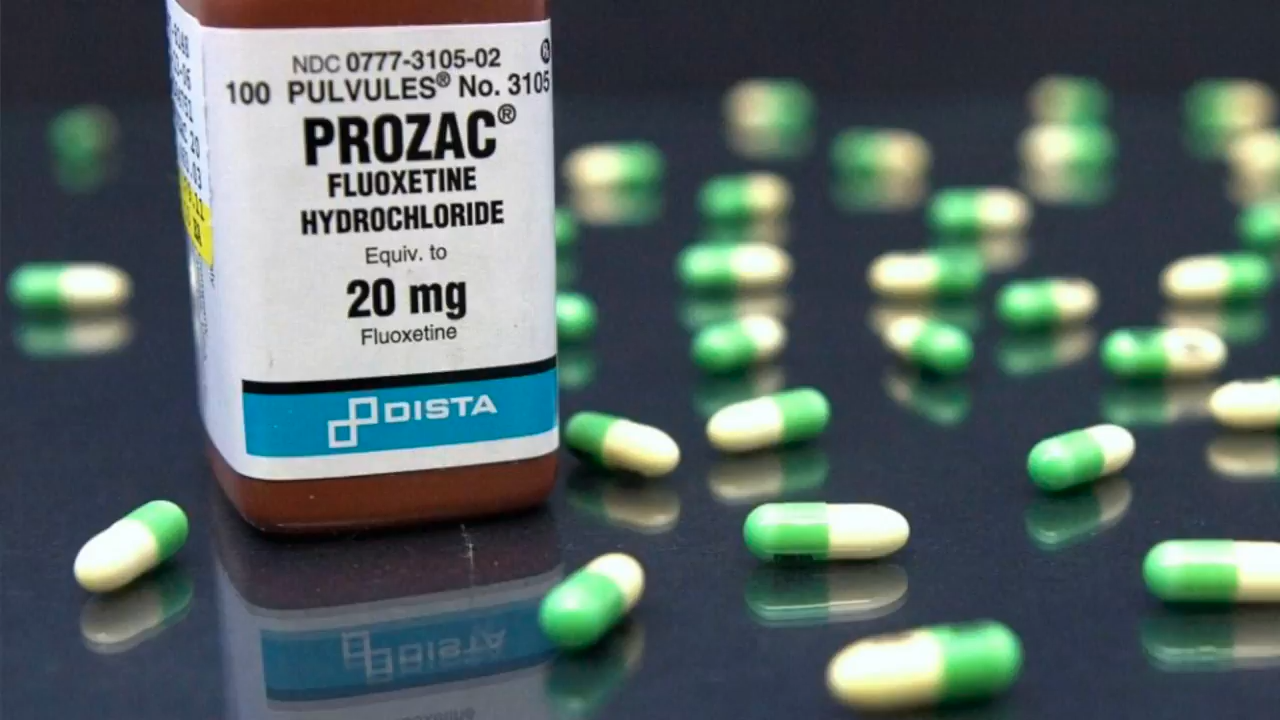 NDC 0777-3105-02
®
100 PULVULES® No. 3105
PROZAC®
FLUOXETINE
HYDROCHLORIDE
Equiv. to
20 mg
Fluoxetine
DISTA